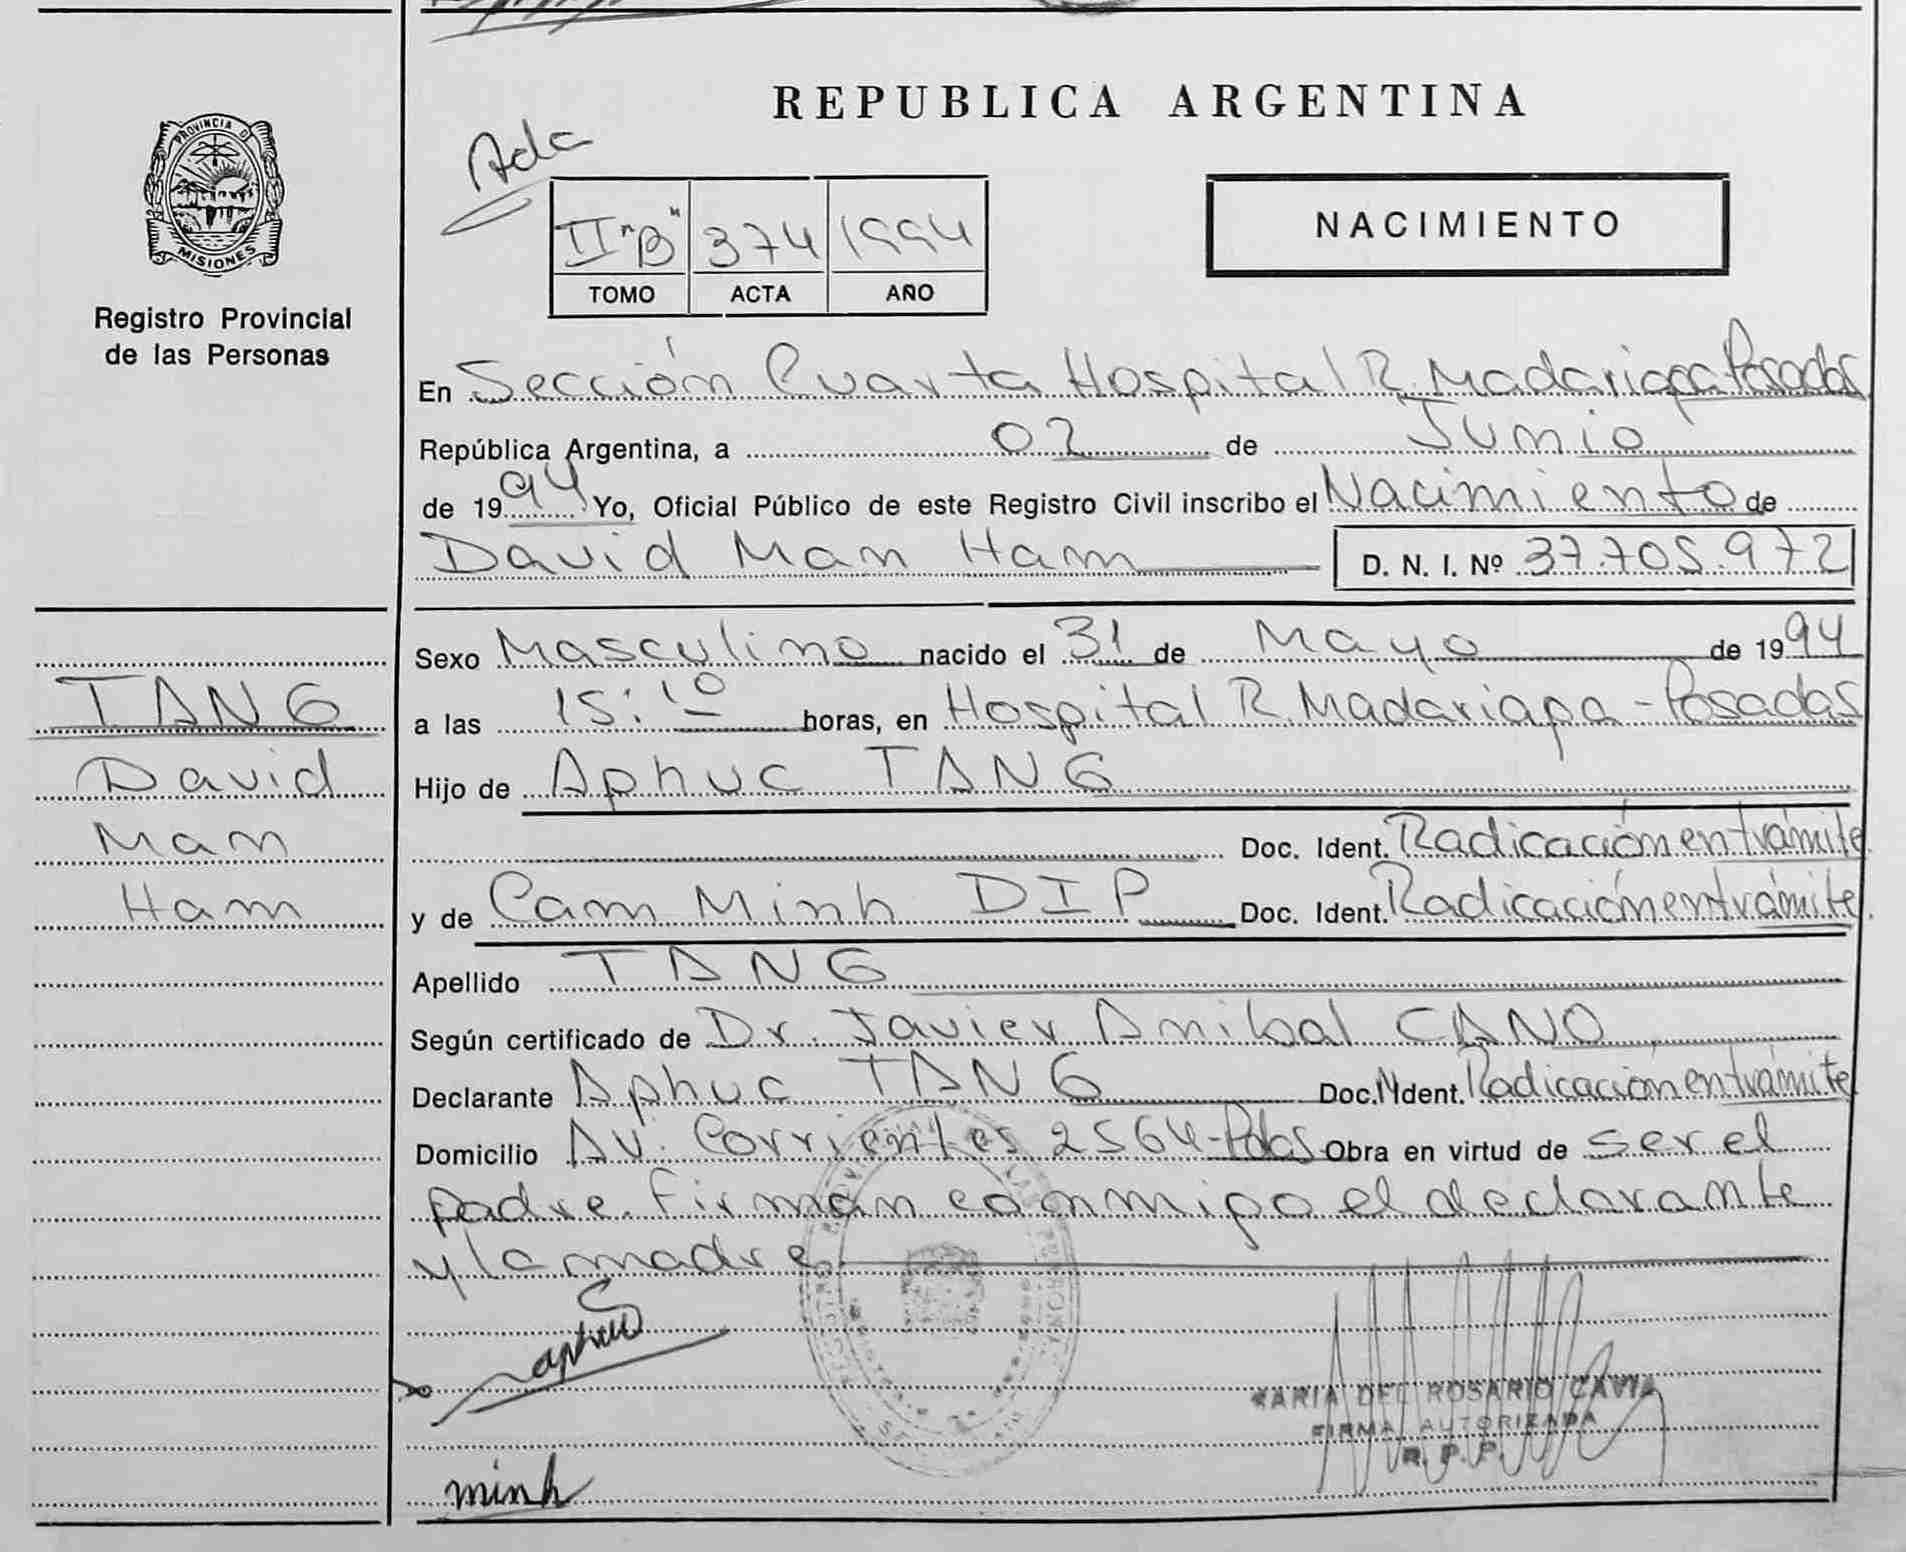 REPUBLICA ARGENTINA
PROVINCIA D
MISIONES
Registro Provincial
de las Personas
II "B" 374 1994
TOMO ACTA AÑO
NACIMIENTO
En Sección Cuarta Hospital R. Madariaga Posadas
República Argentina, a 02 de Junio
de 1994 Yo, Oficial Público de este Registro Civil inscribo el Nacimiento de
David Man Ham D. N. I. Nº 37.705.972
Sexo Masculino nacido el 31 de Mayo de 1994
a las 15:10 horas, en Hospital R. Madariaga - Posadas
Hijo de Aphuc TANG
Doc. Ident. Radicación en trámite
y de Cam Minh DIP Doc. Ident. Radicación en trámite
Apellido TANG
Según certificado de Dr. Javier Anibal CANO
Declarante Aphuc TANG Doc. Ident. Radicación en trámite
Domicilio Av. Corrientes 2564-Pdas Obra en virtud de ser el
padre. Firman conmigo el declarante
y la madre
TANG
David
Man
Ham
aphuc
minh
MARIA DEL ROSARIO CAVIA
FIRMA AUTORIZADA
R. P. P.